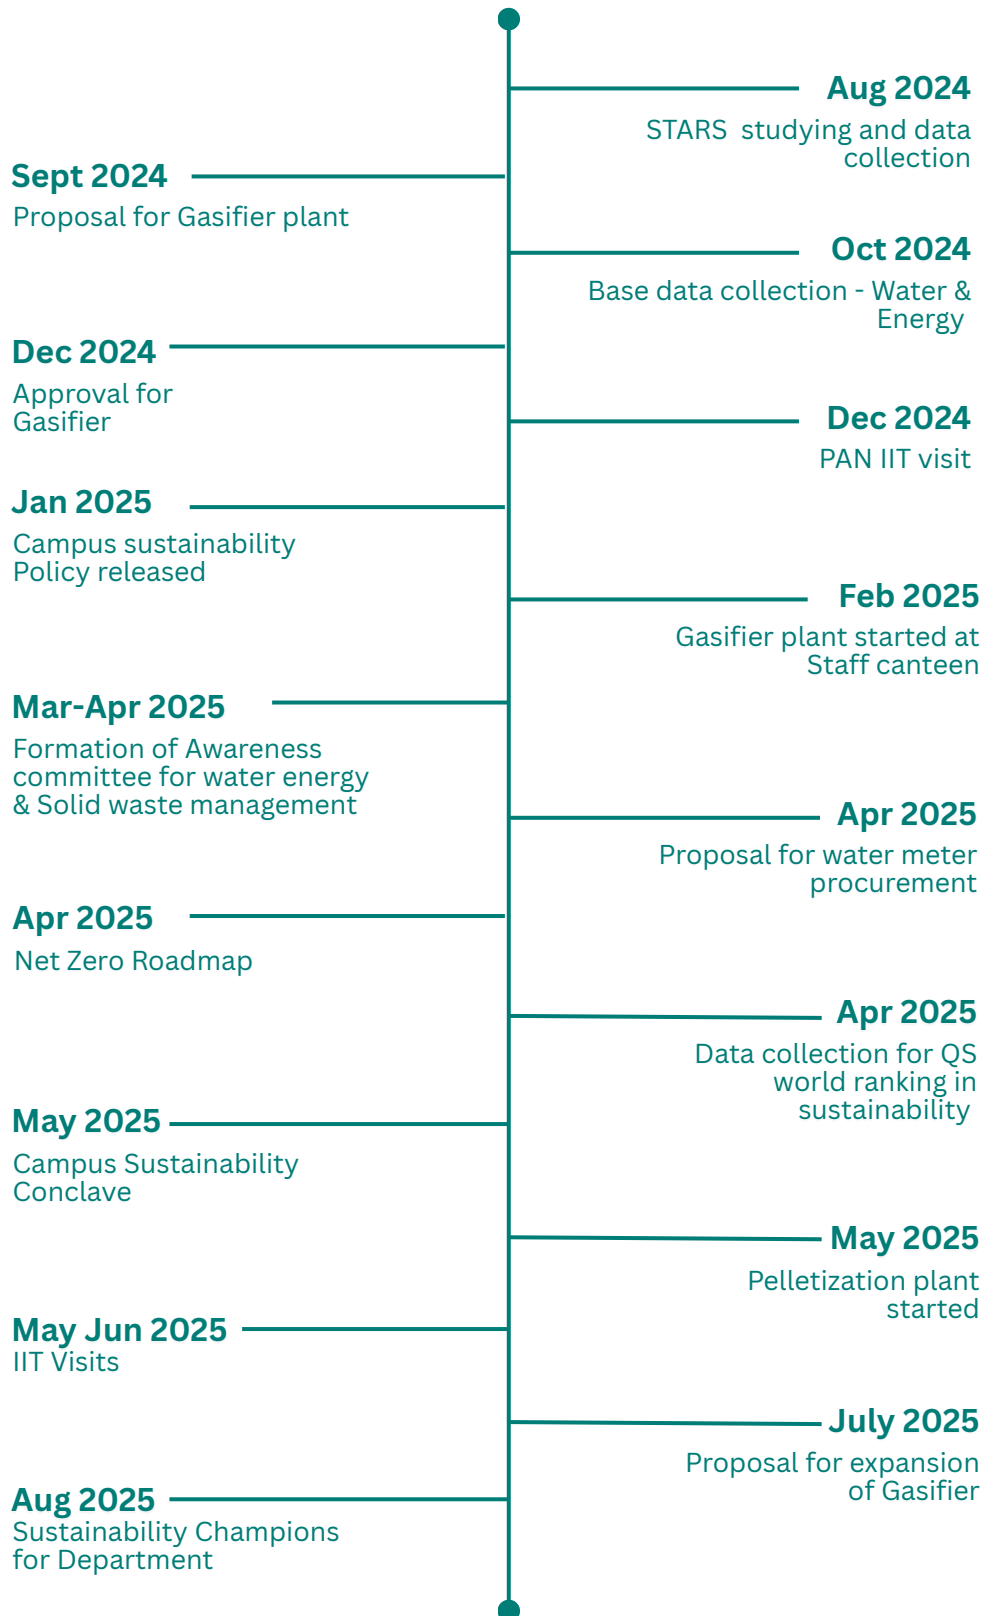 Aug 2024
STARS  studying and data
collection
Sept 2024
Proposal for Gasifier plant
Oct 2024
Base data collection - Water &
Energy
Dec 2024
Approval for
Gasifier
Dec 2024
PAN IIT visit
Jan 2025
Campus sustainability
Policy released
Feb 2025
Gasifier plant started at
Staff canteen
Mar-Apr 2025
Formation of Awareness
committee for water energy
& Solid waste management
Apr 2025
Proposal for water meter
procurement
Apr 2025
Net Zero Roadmap
Apr 2025
Data collection for QS
world ranking in
sustainability
May 2025
Campus Sustainability
Conclave
May 2025
Pelletization plant
started
May Jun 2025
IIT Visits
July 2025
Proposal for expansion
of Gasifier
Aug 2025
Sustainability Champions
for Department